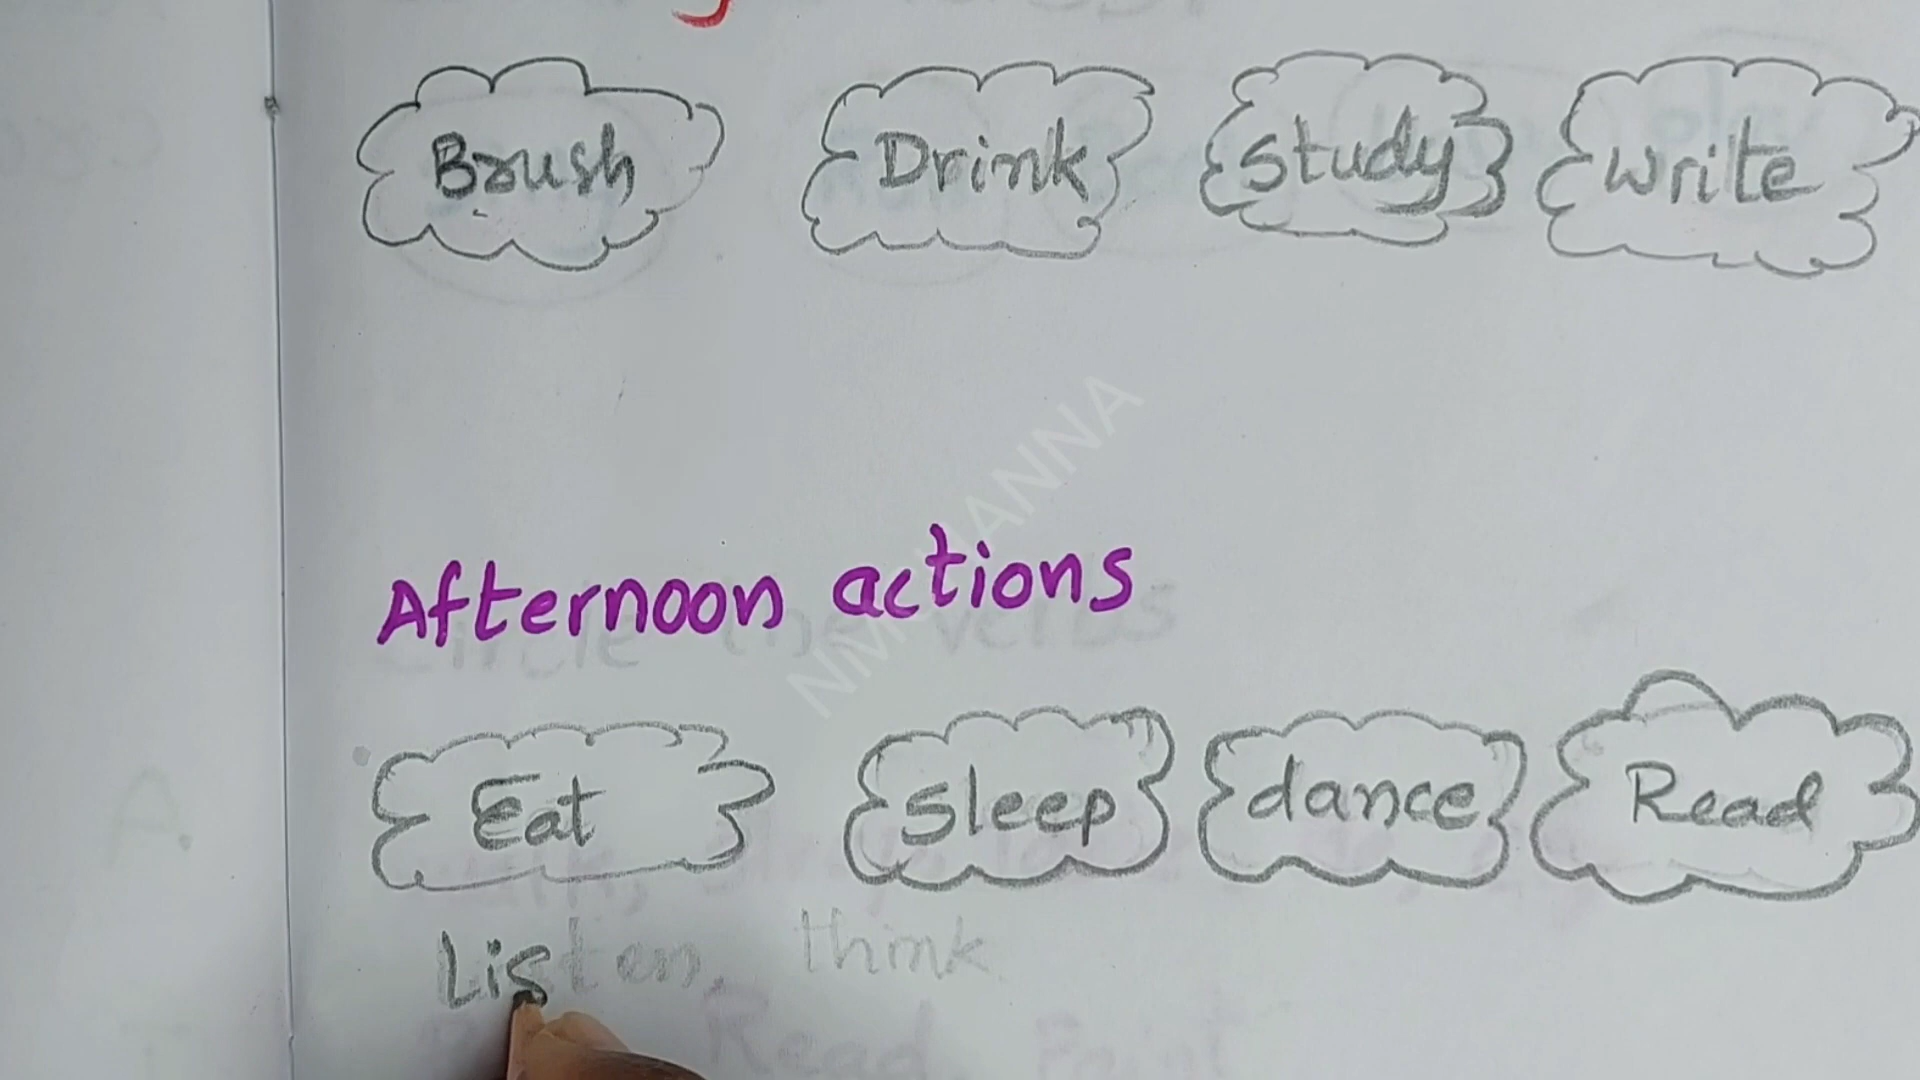 Brush Drink Study Write
Afternoon actions
Eat Sleep dance Read
Listen, think